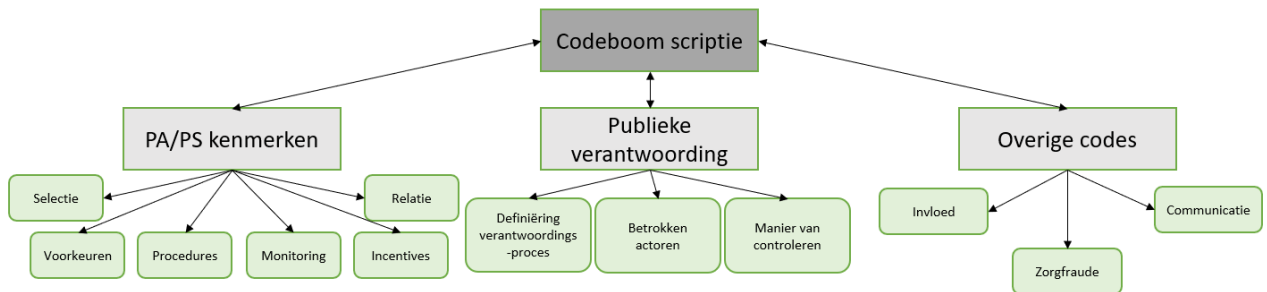 Codeboom scriptie
PA/PS kenmerken
Publieke
verantwoording
Overige codes
Selectie
Relatie
Voorkeuren
Procedures
Monitoring
Incentives
Definiëring
verantwoordings
-proces
Betrokken
actoren
Manier van
controleren
Invloed
Communicatie
Zorgfraude